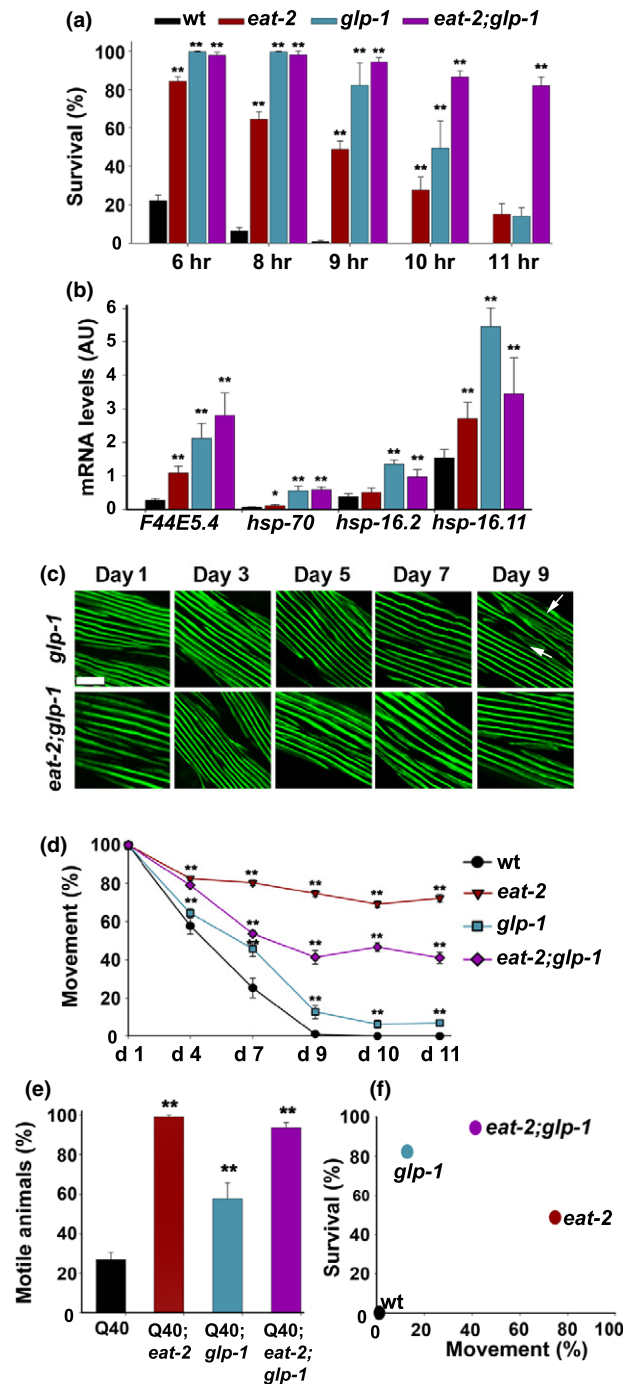 (a) wt eat-2 glp-1 eat-2;glp-1
Survival (%)
100
80
60
40
20
0
** ** ** ** ** ** ** ** ** ** ** ** **
6 hr 8 hr 9 hr 10 hr 11 hr
(b)
mRNA levels (AU)
6
5
4
3
2
1
0
** ** ** * ** ** ** ** ** ** **
F44E5.4 hsp-70 hsp-16.2 hsp-16.11
(c) Day 1 Day 3 Day 5 Day 7 Day 9
glp-1
eat-2;glp-1
(d)
Movement (%)
100
80
60
40
20
0
** ** ** ** ** **
** ** ** ** **
** ** ** **
d 1 d 4 d 7 d 9 d 10 d 11
wt
eat-2
glp-1
eat-2;glp-1
(e)
Motile animals (%)
100
80
60
40
20
0
** ** **
Q40 Q40; Q40; Q40;
eat-2 glp-1 eat-2;
glp-1
(f)
Survival (%)
100
80
60
40
20
0
eat-2;glp-1
glp-1
eat-2
wt
0 20 40 60 80 100
Movement (%)